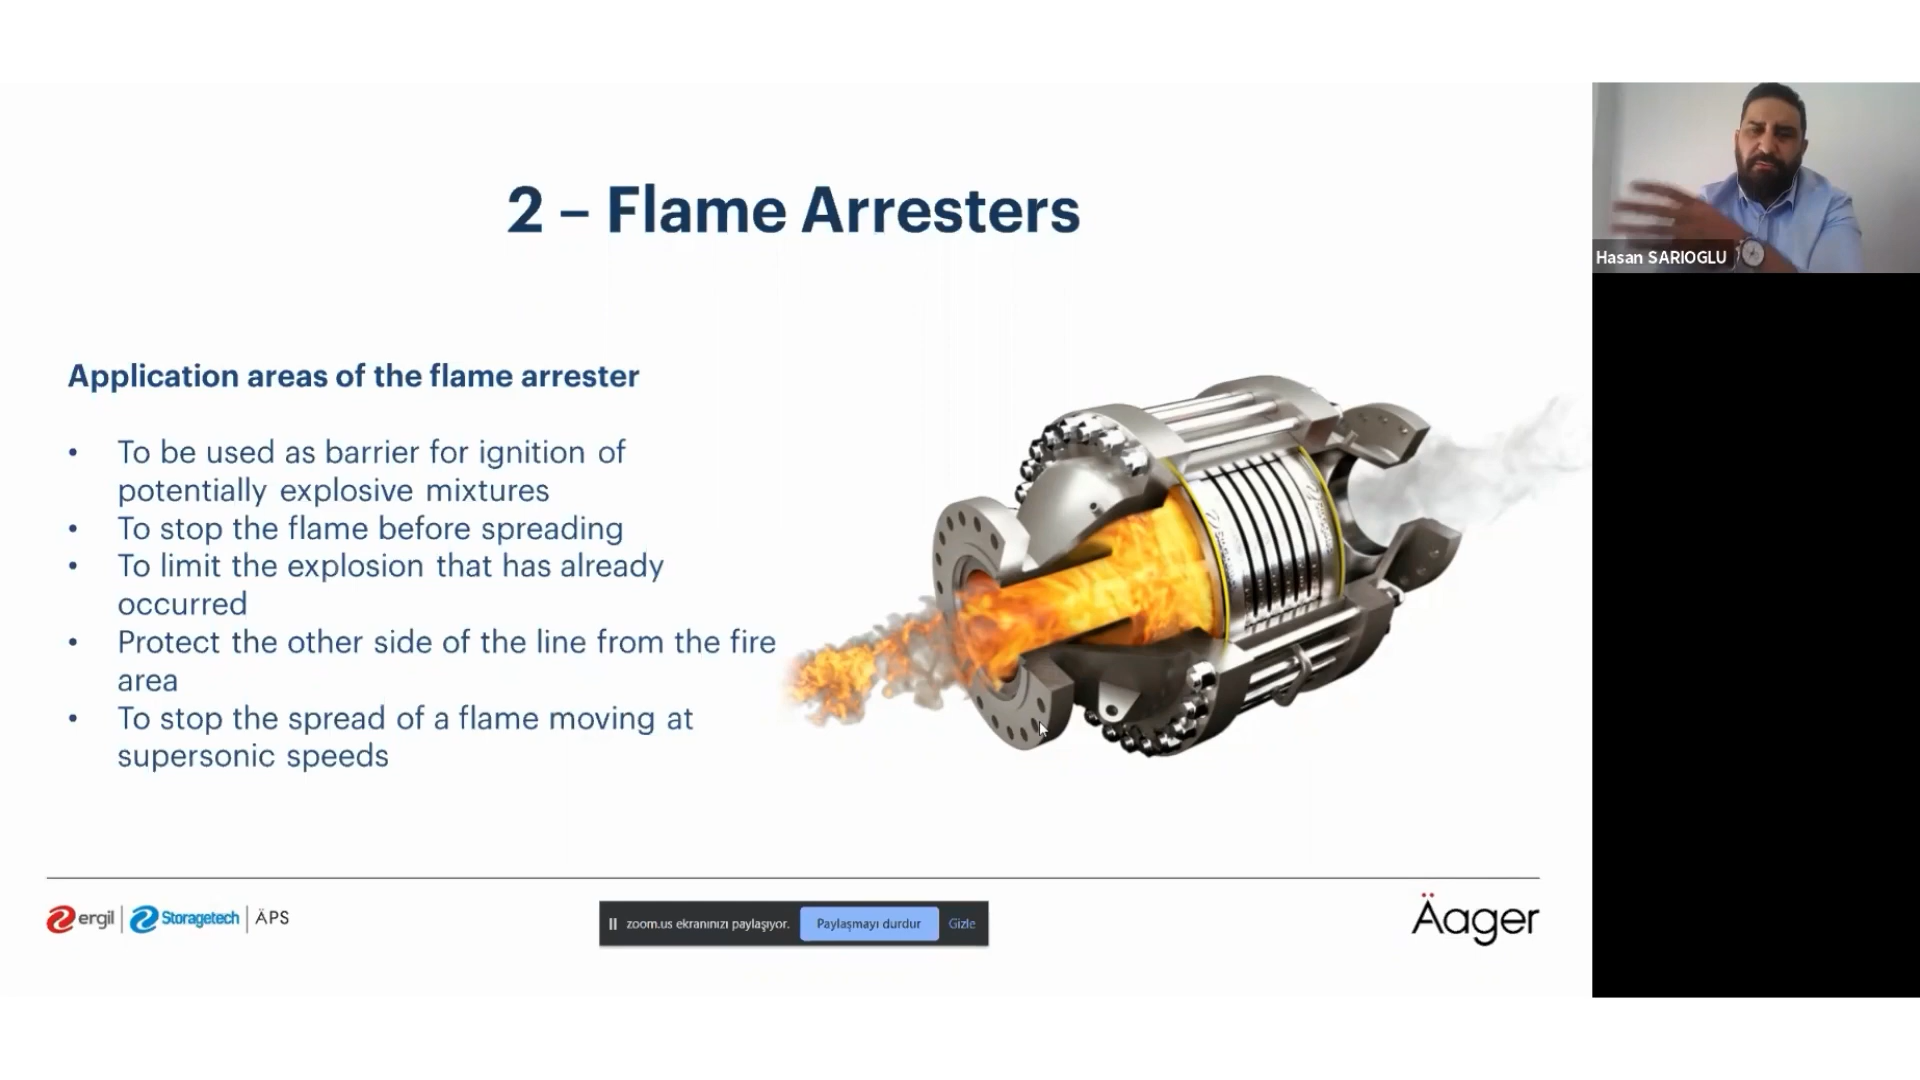 2 – Flame Arresters
Hasan SARIOGLU
Application areas of the flame arrester
• To be used as barrier for ignition of
potentially explosive mixtures
• To stop the flame before spreading
• To limit the explosion that has already
occurred
• Protect the other side of the line from the fire
area
• To stop the spread of a flame moving at
supersonic speeds
ergil | Storagetech | ÄPS
zoom.us ekranınızı paylaşıyor. Paylaşmayı durdur Gizle
Äager